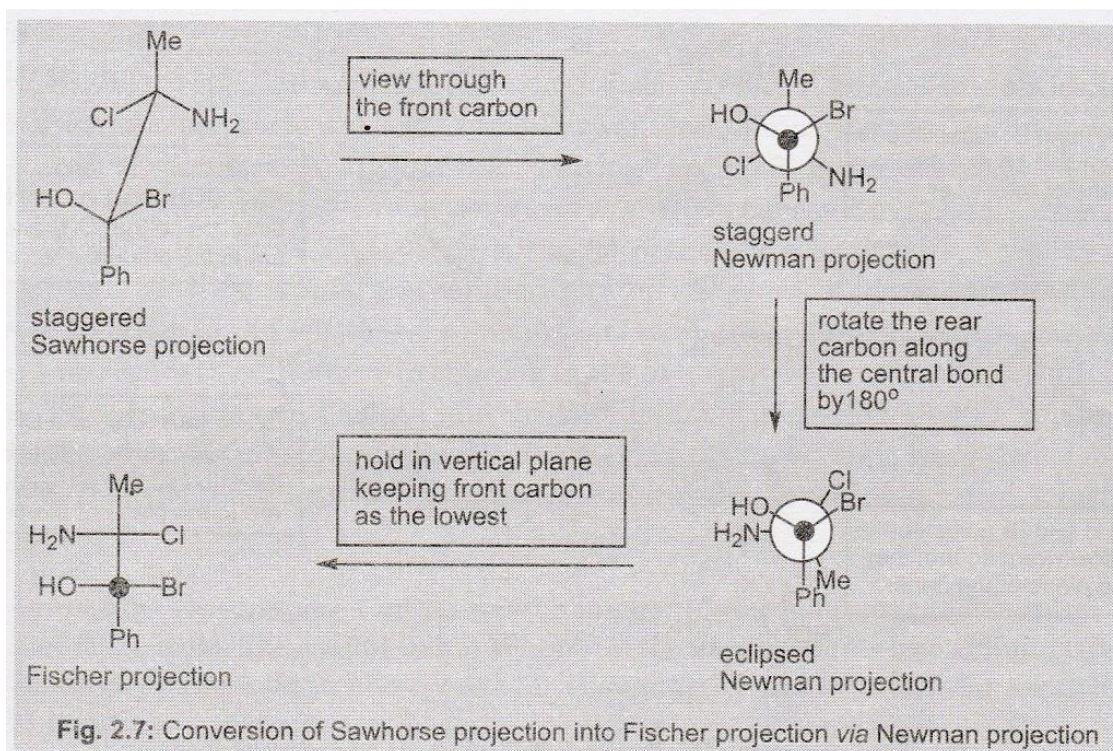 Me
Cl
NH2
HO
Br
Ph
staggered
Sawhorse projection
view through
the front carbon
Me
HO
Br
Cl
NH2
Ph
staggerd
Newman projection
rotate the rear
carbon along
the central bond
by180°
Cl
HO
Br
H2N
Me
Ph
eclipsed
Newman projection
hold in vertical plane
keeping front carbon
as the lowest
Me
H2N
Cl
HO
Br
Ph
Fischer projection
Fig. 2.7: Conversion of Sawhorse projection into Fischer projection via Newman projection